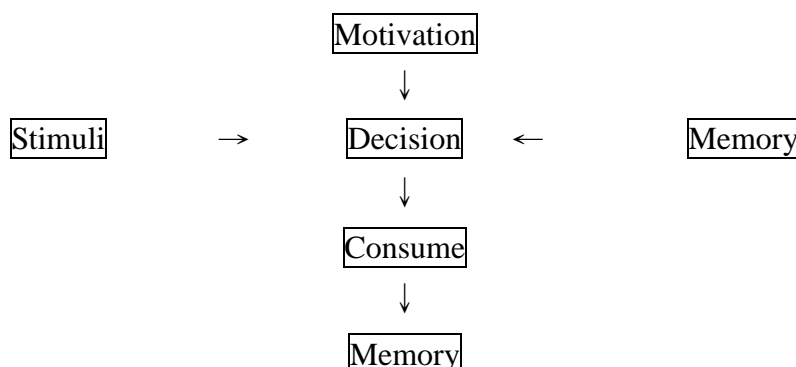 Motivation
↓
Stimuli → Decision ← Memory
↓
Consume
↓
Memory